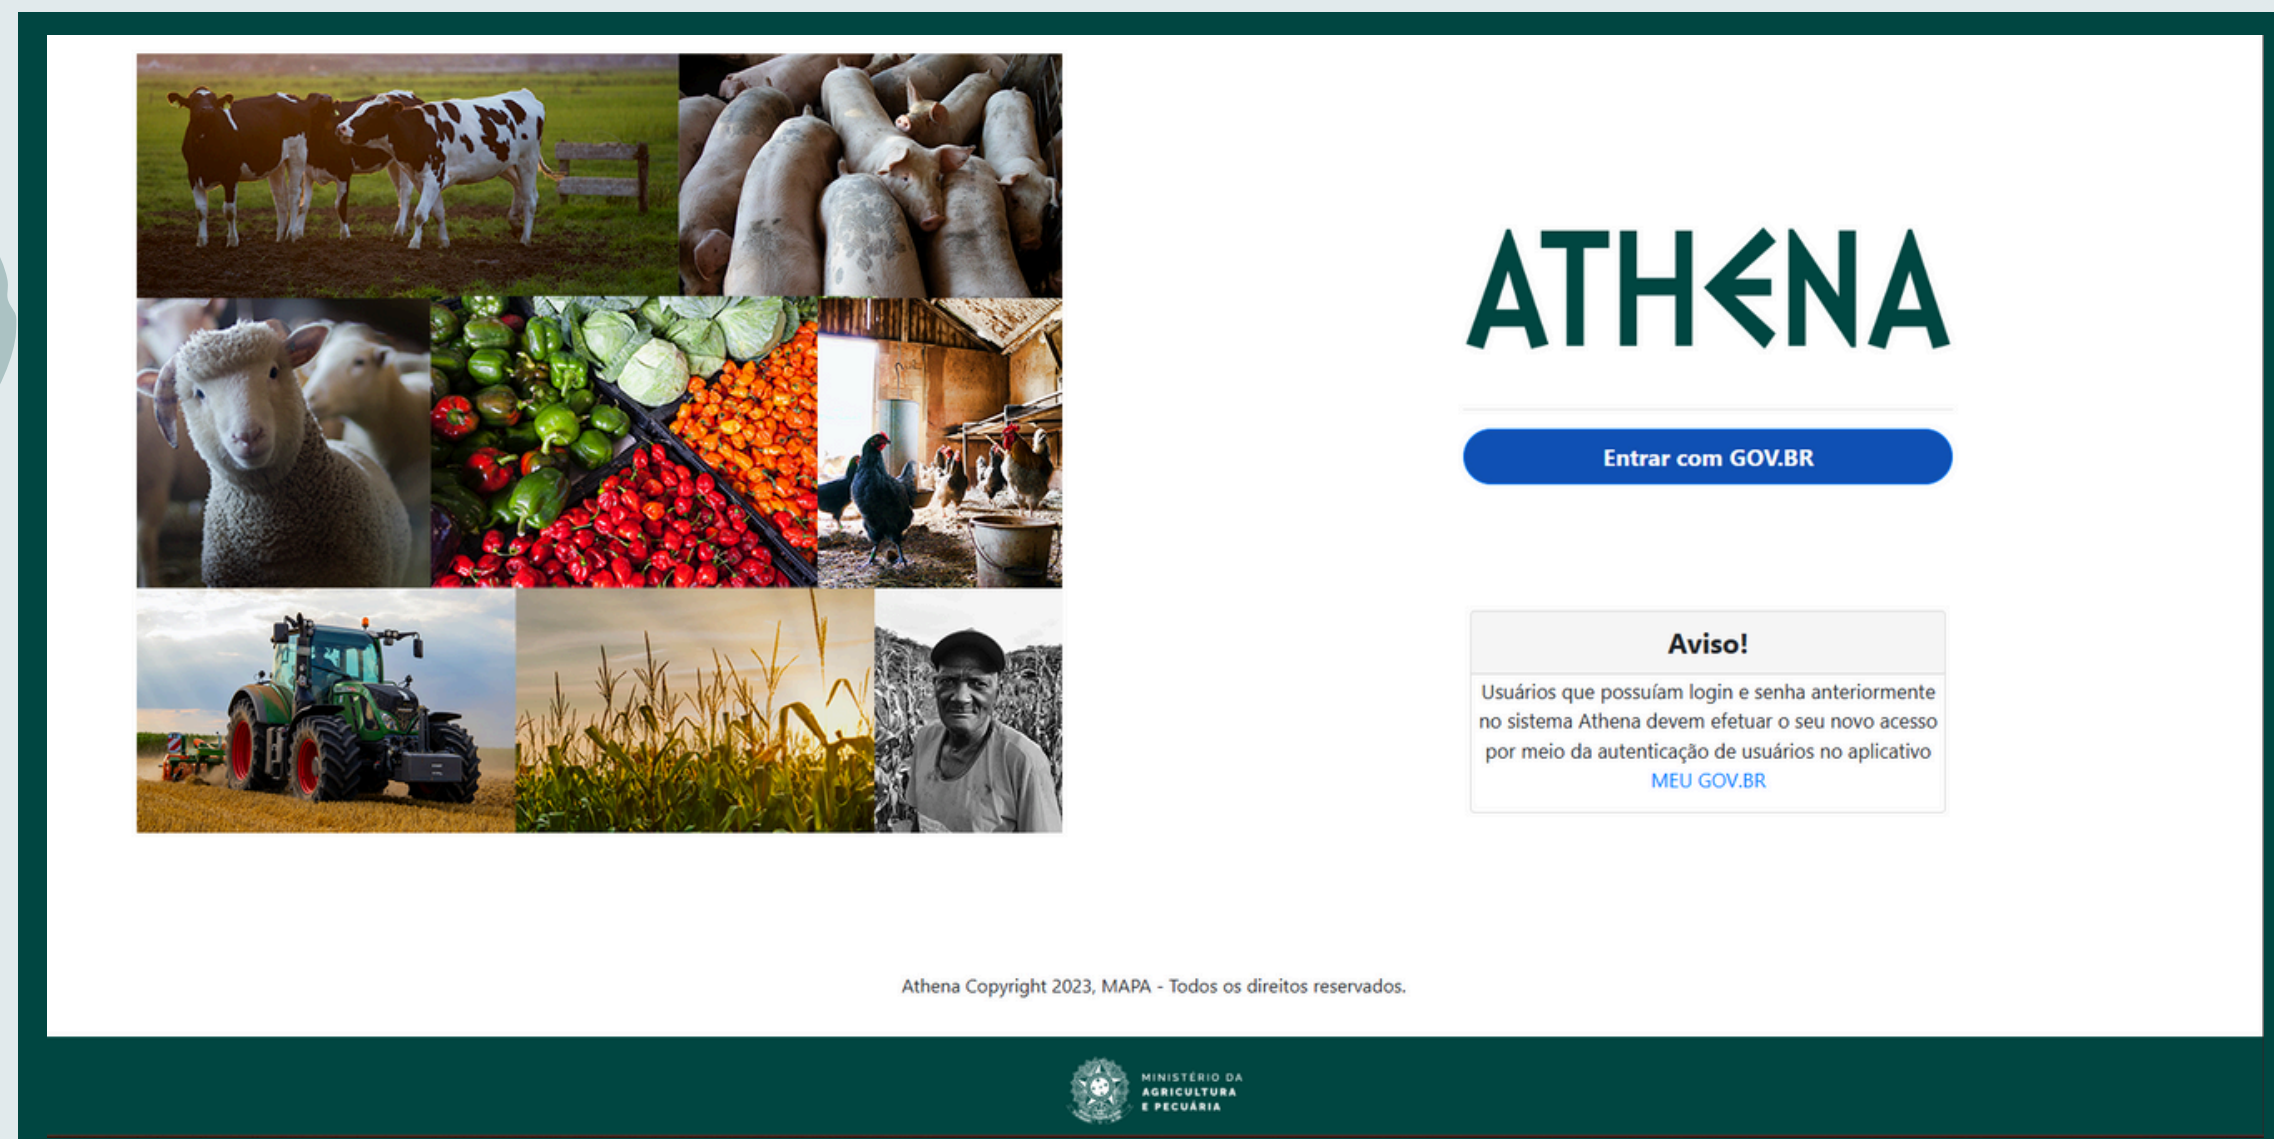 ATHENA
Entrar com GOV.BR
Aviso!
Usuários que possuíam login e senha anteriormente
no sistema Athena devem efetuar o seu novo acesso
por meio da autenticação de usuários no aplicativo
MEU GOV.BR
Athena Copyright 2023, MAPA - Todos os direitos reservados.
MINISTÉRIO DA
AGRICULTURA
E PECUÁRIA